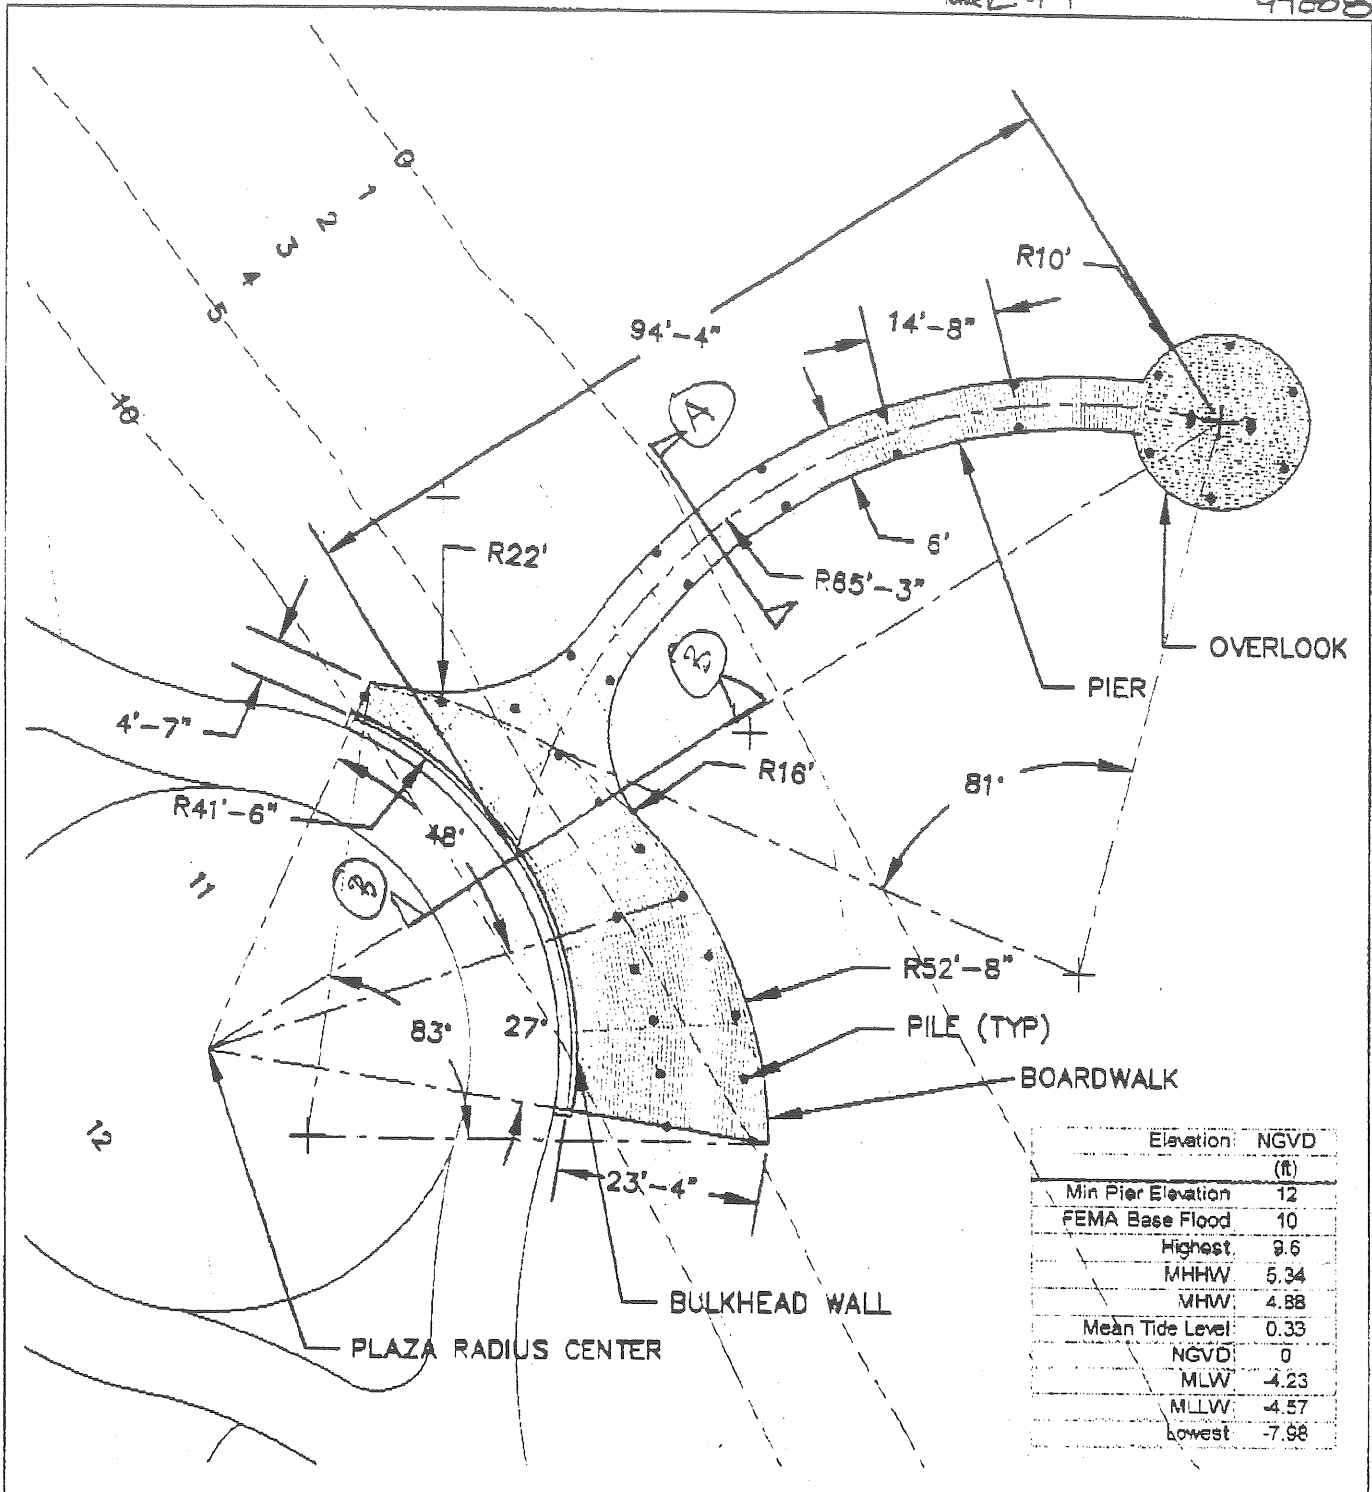 0
1
2
3
4
5
10
R10'
14'-8"
94'-4"
A
R22'
6'
R65'-3"
OVERLOOK
PIER
4'-7"
R16'
81°
R41'-6"
48°
11
B
R52'-8"
83°
27°
PILE (TYP)
BOARDWALK
12
23'-4"
BULKHEAD WALL
PLAZA RADIUS CENTER
Elevation NGVD
(ft)
Min Pier Elevation 12
FEMA Base Flood 10
Highest 9.6
MHHW 5.34
MHW 4.88
Mean Tide Level 0.33
NGVD 0
MLW -4.23
MLLW -4.57
Lowest -7.98